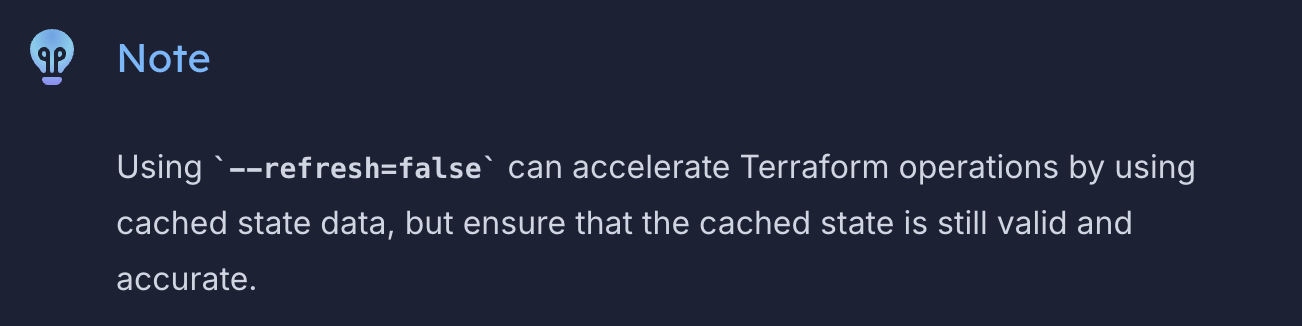 Note
Using `--refresh=false` can accelerate Terraform operations by using
cached state data, but ensure that the cached state is still valid and
accurate.